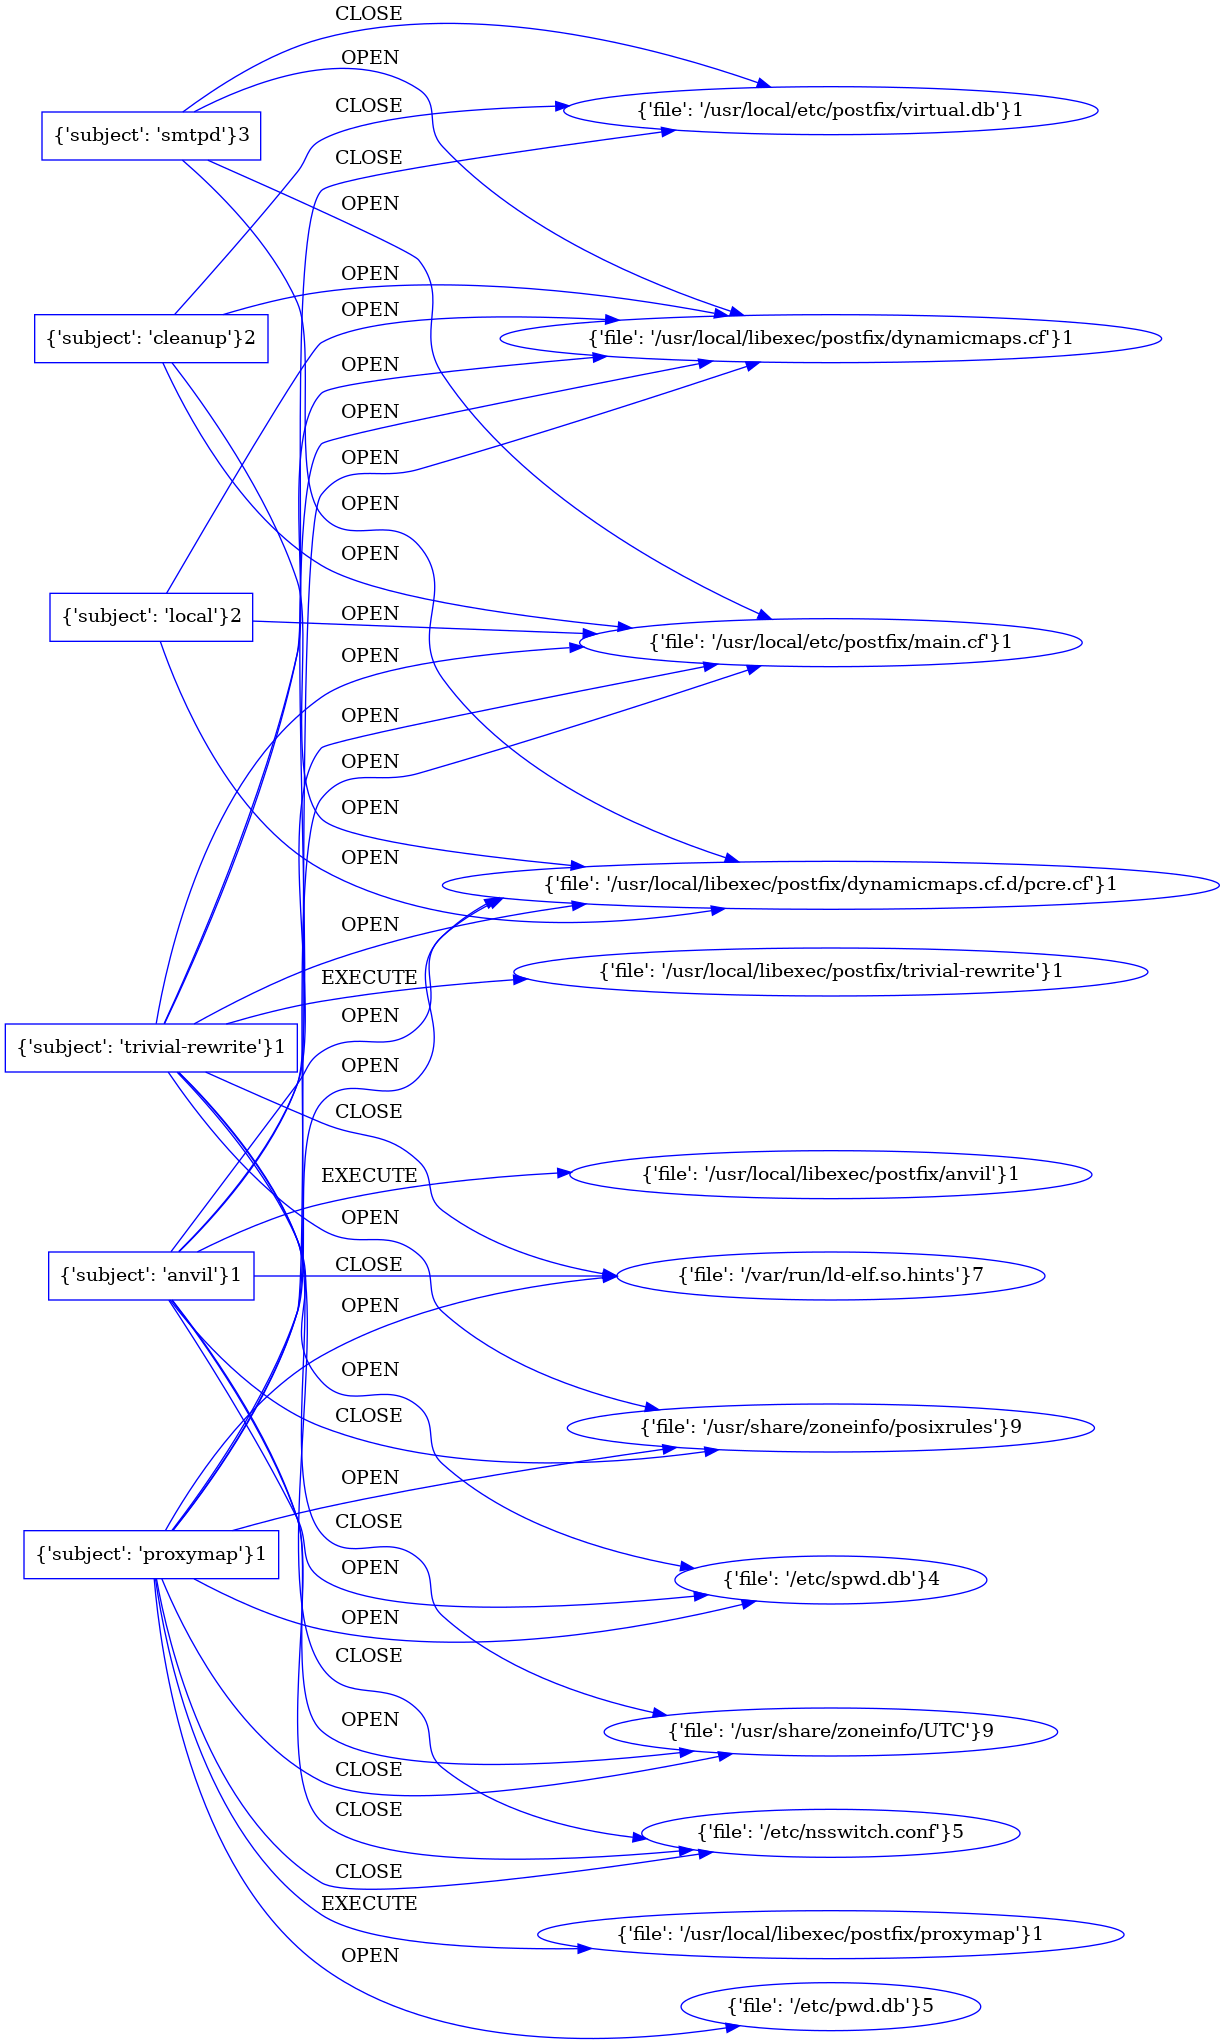 CLOSE
OPEN
{'file': '/usr/local/etc/postfix/virtual.db'}1
CLOSE
{'subject': 'smtpd'}3
CLOSE
OPEN
OPEN
OPEN
{'subject': 'cleanup'}2
{'file': '/usr/local/libexec/postfix/dynamicmaps.cf'}1
OPEN
OPEN
OPEN
OPEN
OPEN
{'subject': 'local'}2
OPEN
{'file': '/usr/local/etc/postfix/main.cf'}1
OPEN
OPEN
OPEN
OPEN
OPEN
{'file': '/usr/local/libexec/postfix/dynamicmaps.cf.d/pcre.cf'}1
OPEN
{'file': '/usr/local/libexec/postfix/trivial-rewrite'}1
EXECUTE
OPEN
{'subject': 'trivial-rewrite'}1
OPEN
CLOSE
EXECUTE
{'file': '/usr/local/libexec/postfix/anvil'}1
OPEN
CLOSE
{'subject': 'anvil'}1
{'file': '/var/run/ld-elf.so.hints'}7
OPEN
OPEN
CLOSE
{'file': '/usr/share/zoneinfo/posixrules'}9
OPEN
CLOSE
{'subject': 'proxymap'}1
OPEN
{'file': '/etc/spwd.db'}4
OPEN
CLOSE
OPEN
{'file': '/usr/share/zoneinfo/UTC'}9
CLOSE
CLOSE
{'file': '/etc/nsswitch.conf'}5
CLOSE
EXECUTE
{'file': '/usr/local/libexec/postfix/proxymap'}1
OPEN
{'file': '/etc/pwd.db'}5